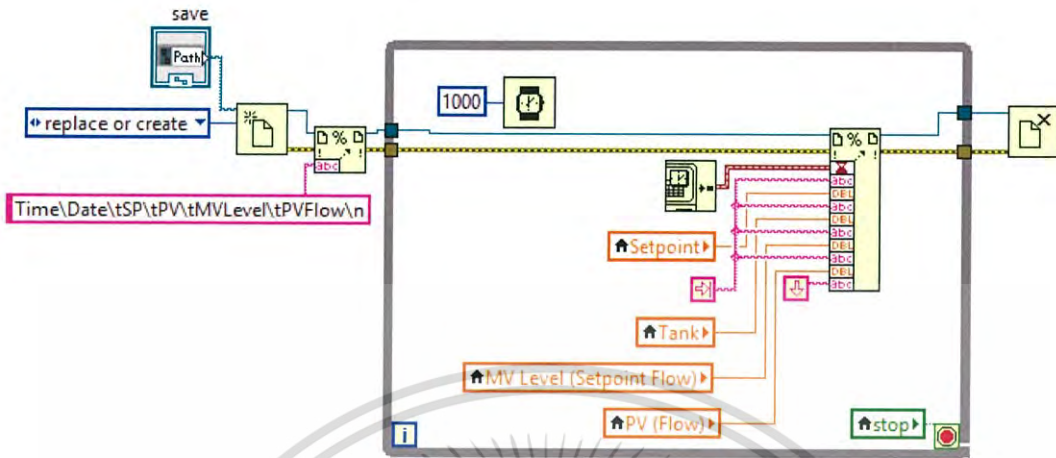 save
Path
replace or create
1000
% 
!
!
abc
Time\Date\tSP\tPV\tMVLevel\tPVFlow\n
%
!
!
abc
DBL
abc
DBL
abc
DBL
abc
DBL
abc
Setpoint
Tank
MV Level (Setpoint Flow)
PV (Flow)
i
stop